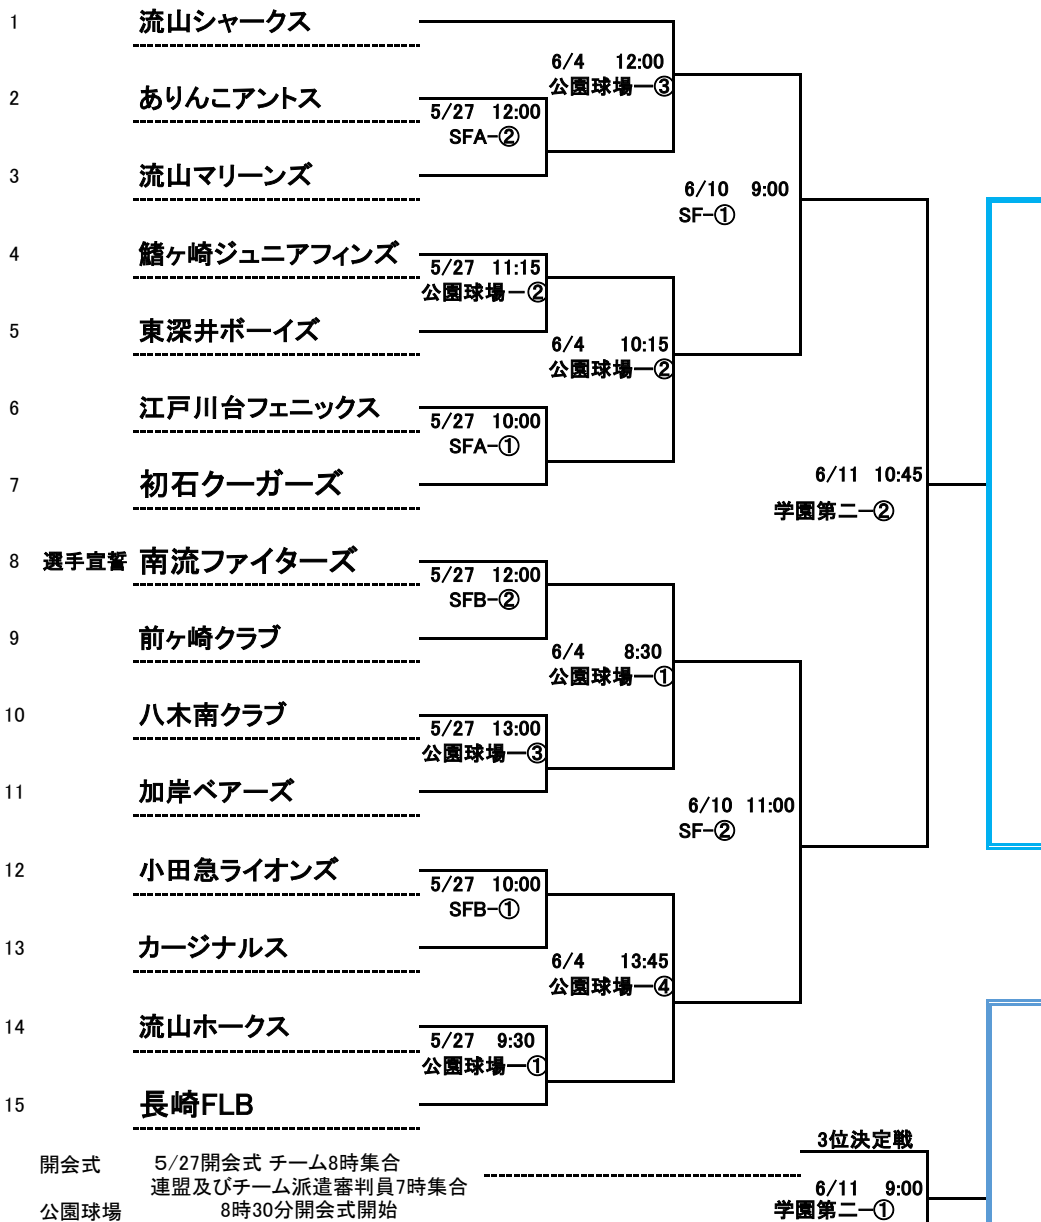 1 流山シャークス
6/4 12:00
公園球場ー③
2 ありんこアントス
5/27 12:00
SFA-②
3 流山マリーンズ
6/10 9:00
SF-①
4 鰭ヶ崎ジュニアフィンズ
5/27 11:15
公園球場－②
5 東深井ボーイズ
6/4 10:15
公園球場ー②
6 江戸川台フェニックス
5/27 10:00
SFA-①
7 初石クーガーズ
6/11 10:45
学園第二ー②
8 選手宣誓 南流ファイターズ
5/27 12:00
SFB-②
9 前ヶ崎クラブ
6/4 8:30
公園球場ー①
10 八木南クラブ
5/27 13:00
公園球場ー③
11 加岸ベアーズ
6/10 11:00
SF-②
12 小田急ライオンズ
5/27 10:00
SFB-①
13 カージナルス
6/4 13:45
公園球場ー④
14 流山ホークス
5/27 9:30
公園球場ー①
15 長崎FLB
3位決定戦
開会式 5/27開会式 チーム8時集合
連盟及びチーム派遣審判員7時集合
6/11 9:00
公園球場 8時30分開会式開始
学園第二ー①